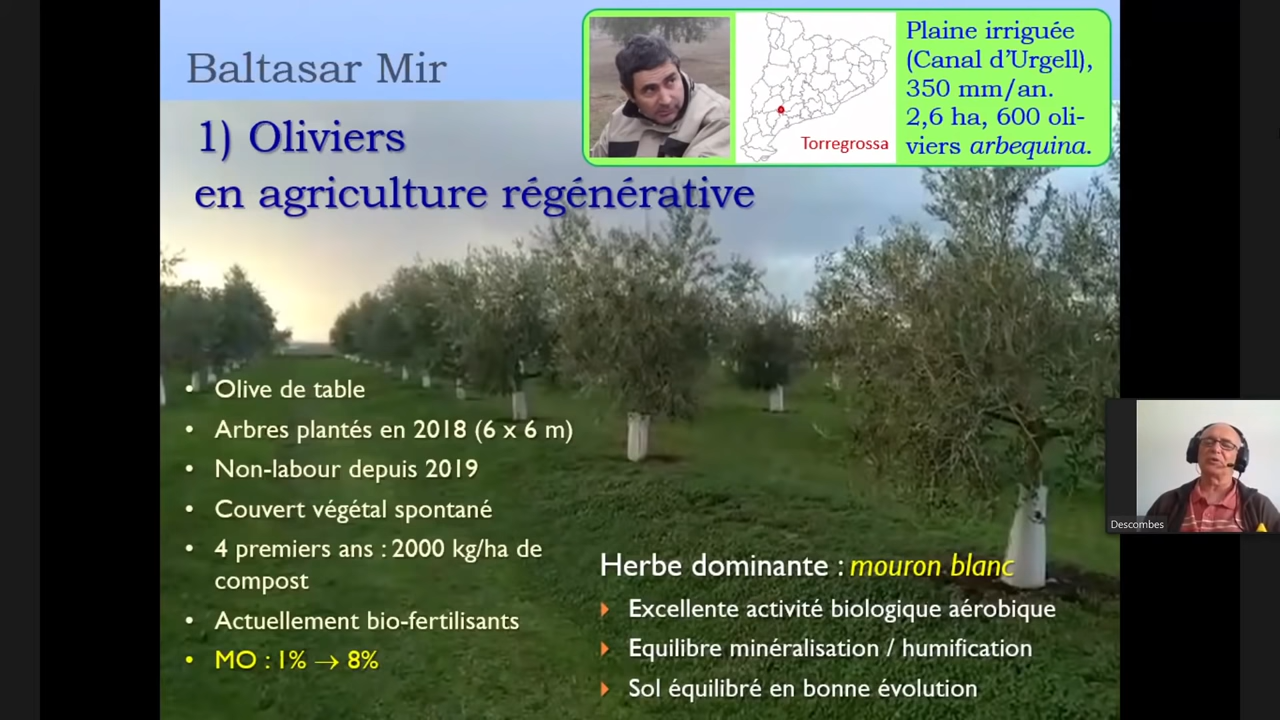 Baltasar Mir
1) Oliviers
en agriculture régénérative
Torregrossa
Plaine irriguée
(Canal d'Urgell),
350 mm/an.
2,6 ha, 600 oli-
viers arbequina.
• Olive de table
• Arbres plantés en 2018 (6 x 6 m)
• Non-labour depuis 2019
• Couvert végétal spontané
• 4 premiers ans : 2000 kg/ha de
compost
• Actuellement bio-fertilisants
• MO : 1% → 8%
Herbe dominante : mouron blanc
Excellente activité biologique aérobique
Equilibre minéralisation / humification
Sol équilibré en bonne évolution
Descombes